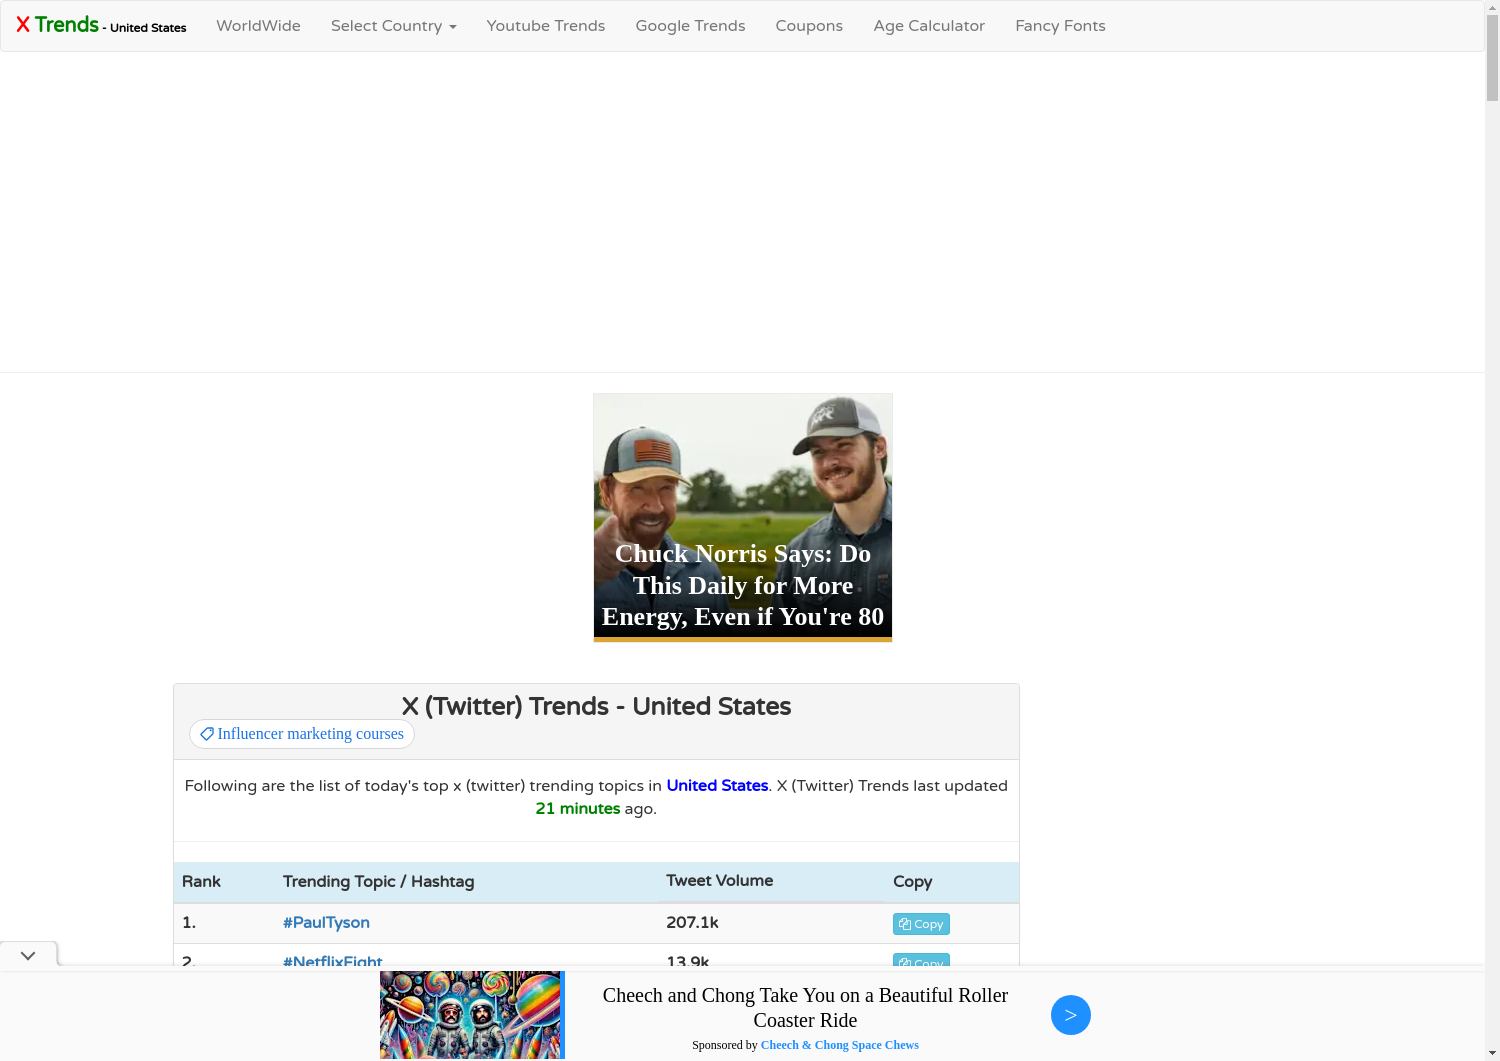 X Trends - United States WorldWide Select Country Youtube Trends Google Trends Coupons Age Calculator Fancy Fonts
Chuck Norris Says: Do
This Daily for More
Energy, Even if You're 80
X (Twitter) Trends - United States
Influencer marketing courses
Following are the list of today's top x (twitter) trending topics in United States. X (Twitter) Trends last updated
21 minutes ago.
Rank Trending Topic / Hashtag Tweet Volume Copy
1. #PaulTyson 207.1k Copy
2. #NetflixFight 13.9k Copy
Cheech and Chong Take You on a Beautiful Roller
Coaster Ride
Sponsored by Cheech & Chong Space Chews
>